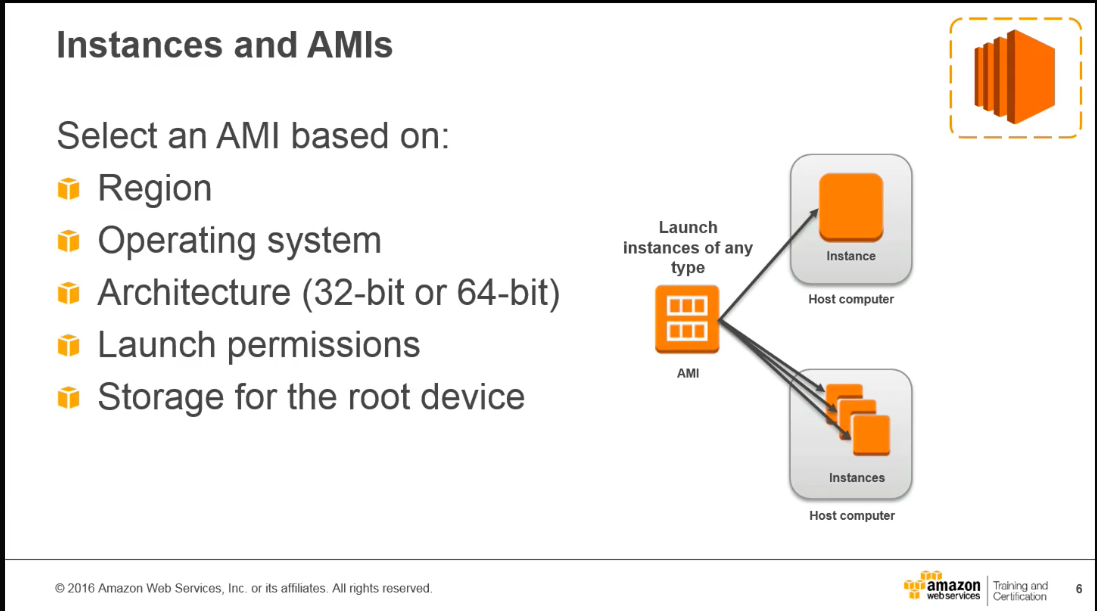 Instances and AMIs
Select an AMI based on:
Region
Operating system
Architecture (32-bit or 64-bit)
Launch permissions
Storage for the root device
Launch
instances of any
type
AMI
Instance
Host computer
Instances
Host computer
© 2016 Amazon Web Services, Inc. or its affiliates. All rights reserved.
amazon
web services
Training and
Certification
6